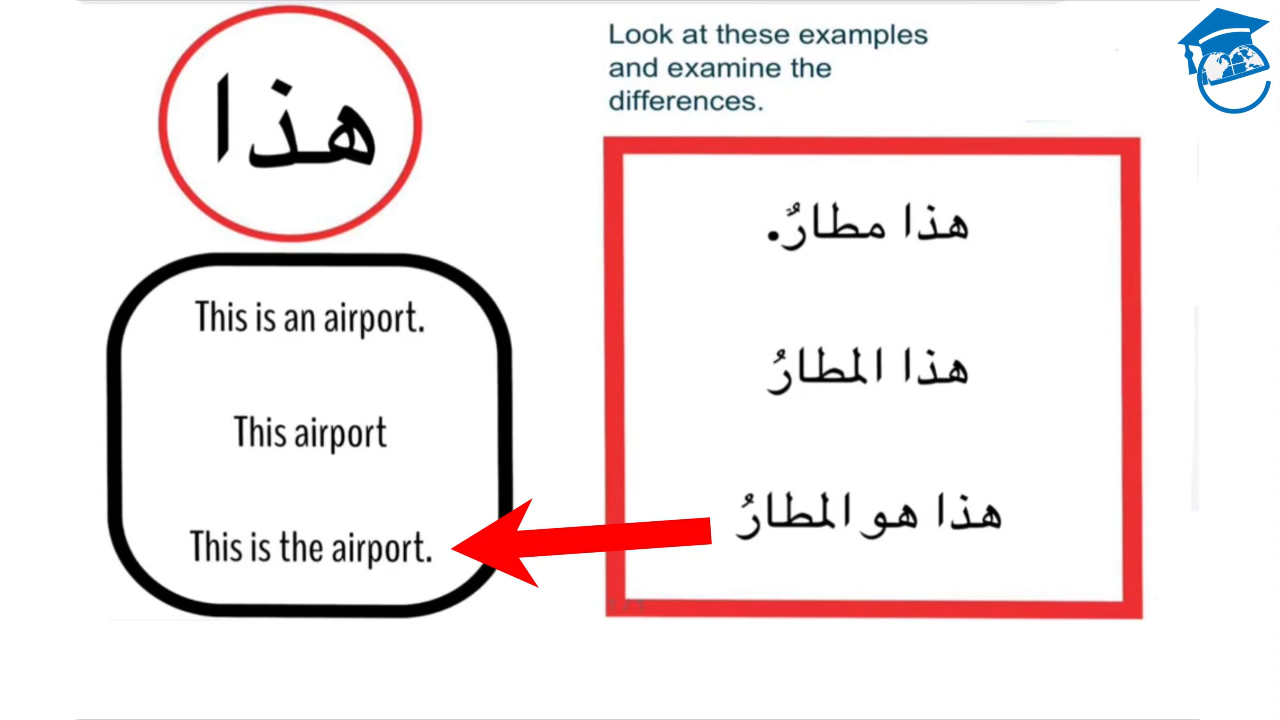 هذا
Look at these examples
and examine the
differences.
This is an airport.
This airport
This is the airport.
هذا مطارٌ.
هذا المطارُ
هذا هو المطارُ